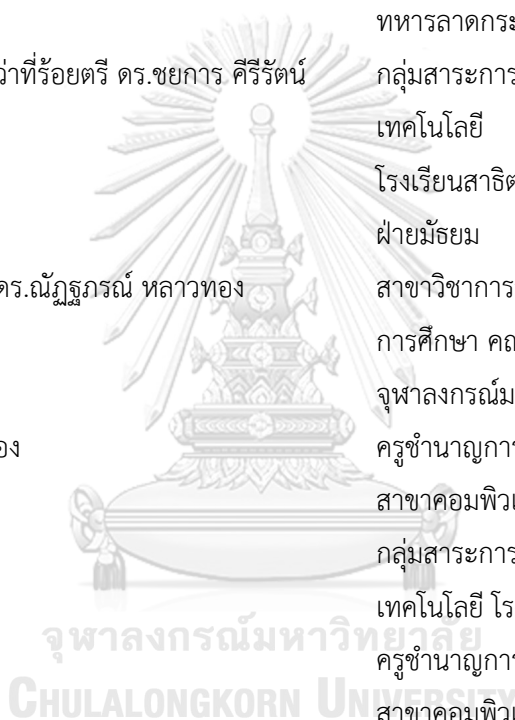 ทหารลาดกระ
ว่าที่ร้อยตรี ดร.ชยการ คีรีรัตน์ กลุ่มสาระการ
เทคโนโลยี
โรงเรียนสาธิต
ฝ่ายมัธยม
ดร.ณัฏฐภรณ์ หลาวทอง สาขาวิชาการ
การศึกษา คณ
จุฬาลงกรณ์ม
อง ครูชำนาญการ
สาขาคอมพิวเ
กลุ่มสาระการ
เทคโนโลยี โร
จุฬาลงกรณ์มหาวิทยาลัย
ครูชำนาญการ
CHULALONGKORN UNIVERSITY
สาขาคอมพิวเ